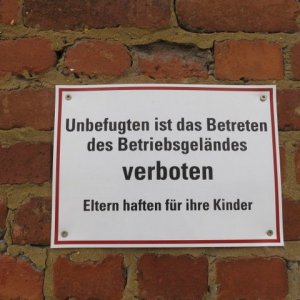 Unbefugten ist das Betreten
des Betriebsgeländes
verboten
Eltern haften für ihre Kinder